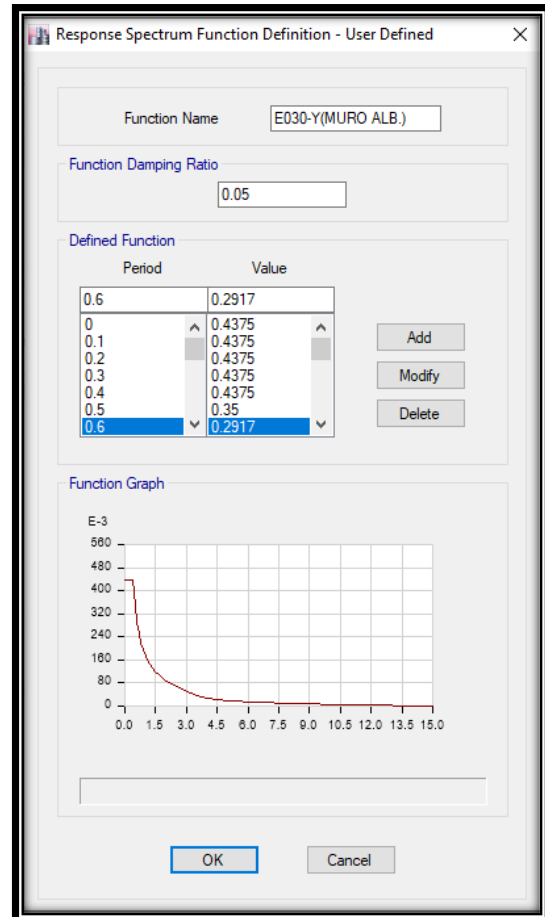 Response Spectrum Function Definition - User Defined
Function Name E030-Y(MURO ALB.)
Function Damping Ratio
0.05
Defined Function
Period Value
0.6 0.2917
0 0.4375
0.1 0.4375
0.2 0.4375
0.3 0.4375
0.4 0.4375
0.5 0.35
0.6 0.2917
Add
Modify
Delete
Function Graph
E-3
560
480
400
320
240
160
80
0
0.0 1.5 3.0 4.5 6.0 7.5 9.0 10.5 12.0 13.5 15.0
OK Cancel